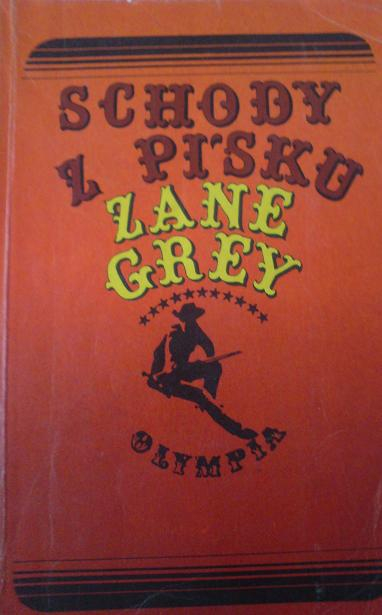 SCHODY
Z PÍSKU
ZANE
GREY
OLYMPIA